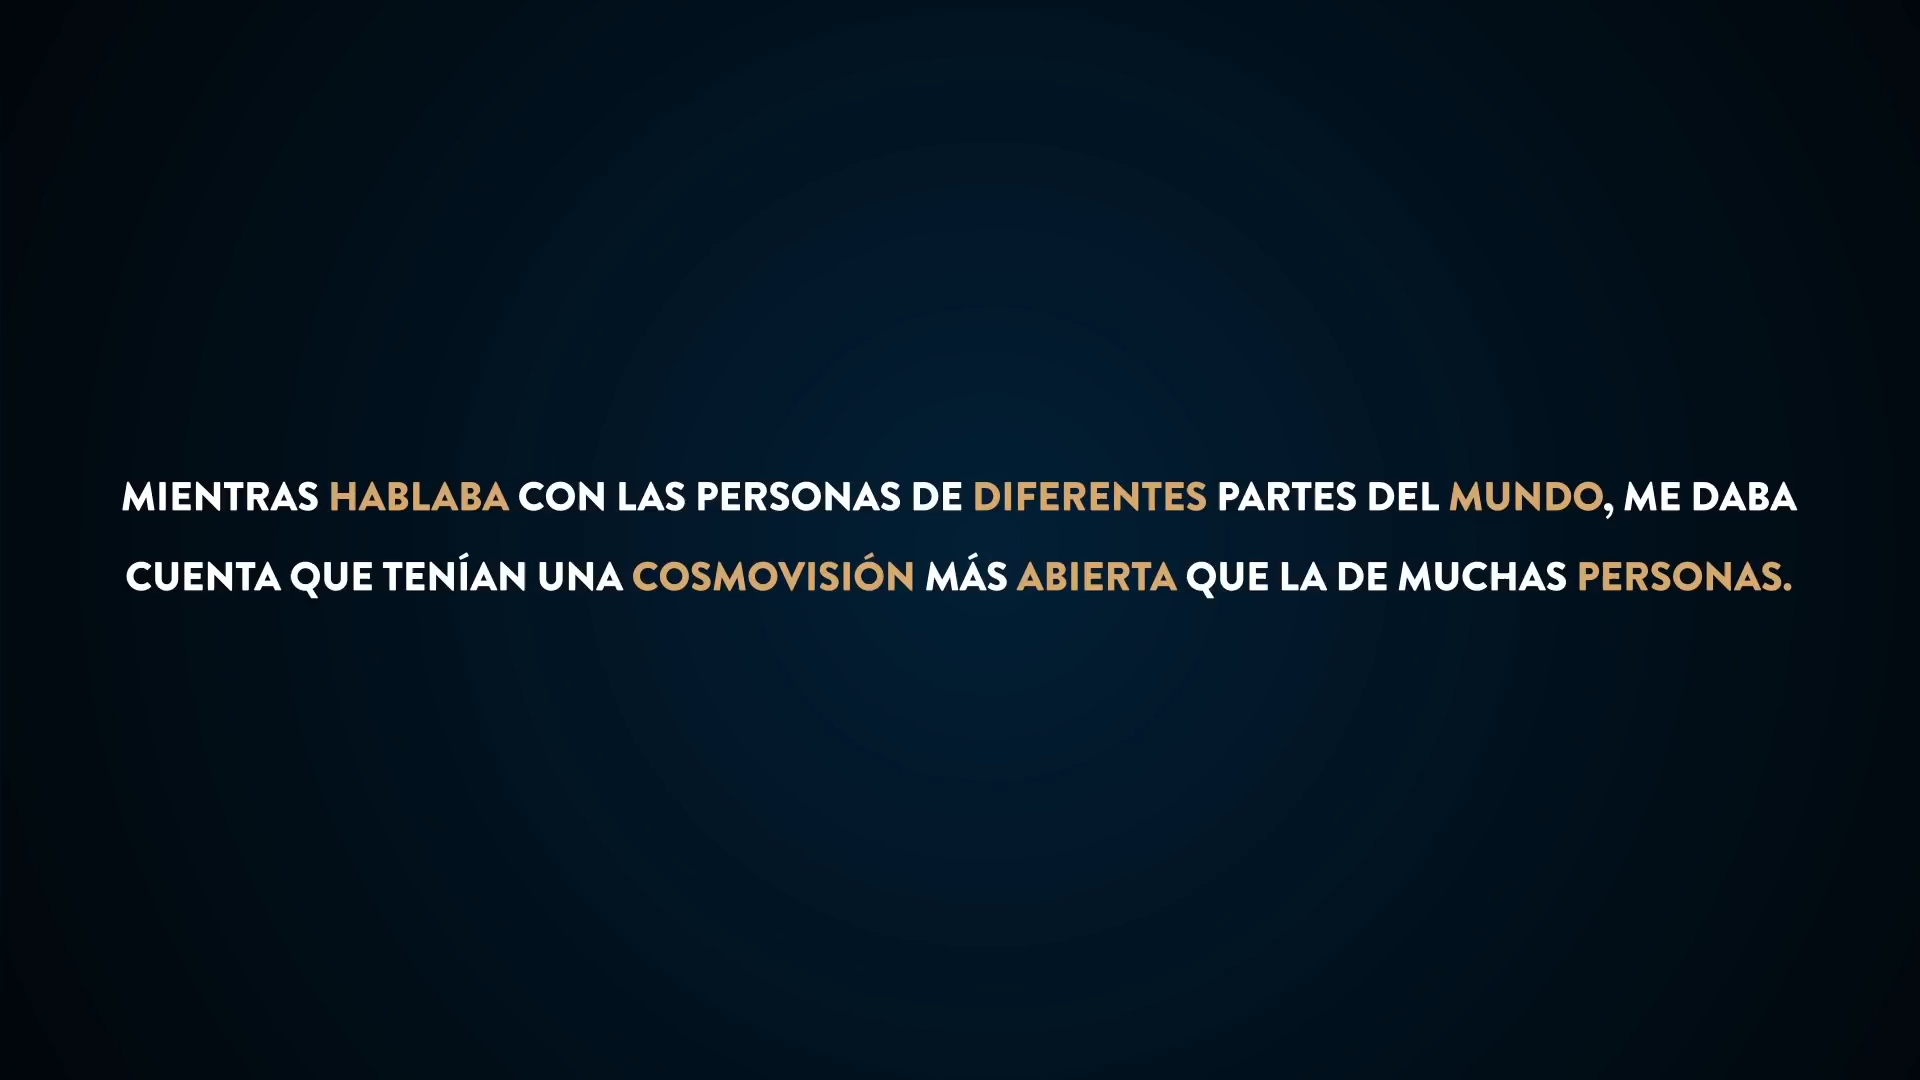 MIENTRAS HABLABA CON LAS PERSONAS DE DIFERENTES PARTES DEL MUNDO, ME DABA
CUENTA QUE TENÍAN UNA COSMOVISIÓN MÁS ABIERTA QUE LA DE MUCHAS PERSONAS.